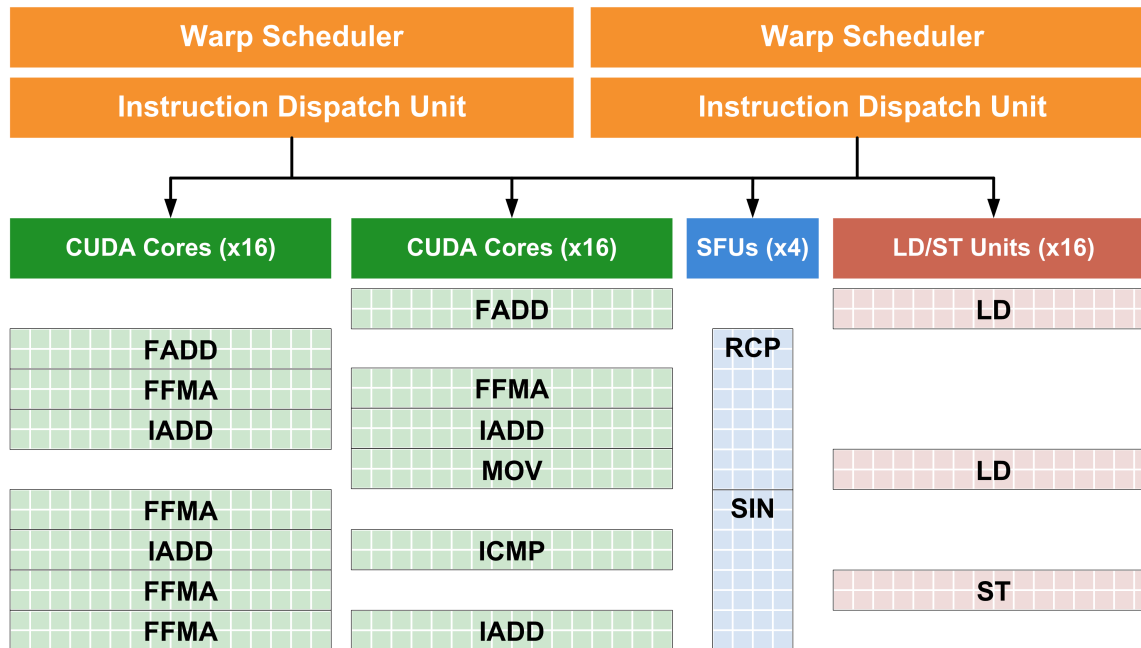 Warp Scheduler
Warp Scheduler
Instruction Dispatch Unit
Instruction Dispatch Unit
CUDA Cores (x16)
CUDA Cores (x16)
SFUs (x4)
LD/ST Units (x16)
FADD
LD
FADD
RCP
FFMA
FFMA
IADD
IADD
MOV
LD
FFMA
SIN
IADD
ICMP
FFMA
ST
FFMA
IADD